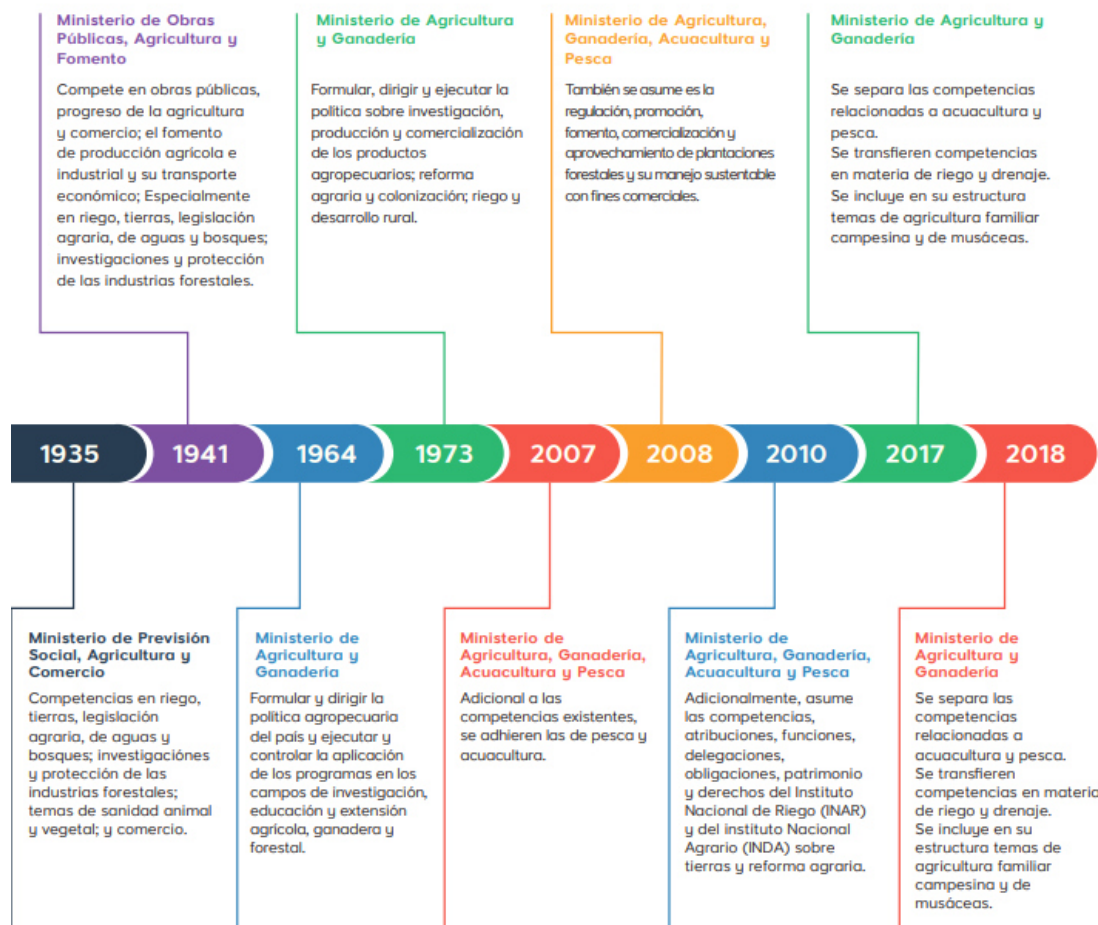 Ministerio de Obras
Públicas, Agricultura y
Fomento
Compete en obras públicas,
progreso de la agricultura
y comercio; el fomento
de producción agrícola e
industrial y su transporte
económico; Especialmente
en riego, tierras, legislación
agraria, de aguas y bosques;
investigaciones y protección
de las industrias forestales.
Ministerio de Agricultura
y Ganadería
Formular, dirigir y ejecutar la
política sobre investigación,
producción y comercialización
de los productos
agropecuarios; reforma
agraria y colonización; riego y
desarrollo rural.
Ministerio de Agricultura,
Ganadería, Acuacultura y
Pesca
También se asume es la
regulación, promoción,
fomento, comercialización y
aprovechamiento de plantaciones
forestales y su manejo sustentable
con fines comerciales.
Ministerio de Agricultura y
Ganadería
Se separa las competencias
relacionadas a acuacultura y
pesca.
Se transfieren competencias
en materia de riego y drenaje.
Se incluye en su estructura
temas de agricultura familiar
campesina y de musáceas.
1935 1941 1964 1973 2007 2008 2010 2017 2018
Ministerio de Previsión
Social, Agricultura y
Comercio
Competencias en riego,
tierras, legislación
agraria, de aguas y
bosques; investigaciónes
y protección de las
industrias forestales;
temas de sanidad animal
y vegetal; y comercio.
Ministerio de
Agricultura y
Ganadería
Formular y dirigir la
política agropecuaria
del país y ejecutar y
controlar la aplicación
de los programas en los
campos de investigación,
educación y extensión
agrícola, ganadera y
forestal.
Ministerio de
Agricultura, Ganadería,
Acuacultura y Pesca
Adicional a las
competencias existentes,
se adhieren las de pesca y
acuacultura.
Ministerio de
Agricultura, Ganadería,
Acuacultura y Pesca
Adicionalmente, asume
las competencias,
atribuciones, funciones,
delegaciones,
obligaciones, patrimonio
y derechos del Instituto
Nacional de Riego (INAR)
y del instituto Nacional
Agrario (INDA) sobre
tierras y reforma agraria.
Ministerio de
Agricultura y
Ganadería
Se separa las
competencias
relacionadas a
acuacultura y pesca.
Se transfieren
competencias en materia
de riego y drenaje.
Se incluye en su
estructura temas de
agricultura familiar
campesina y de
musáceas.